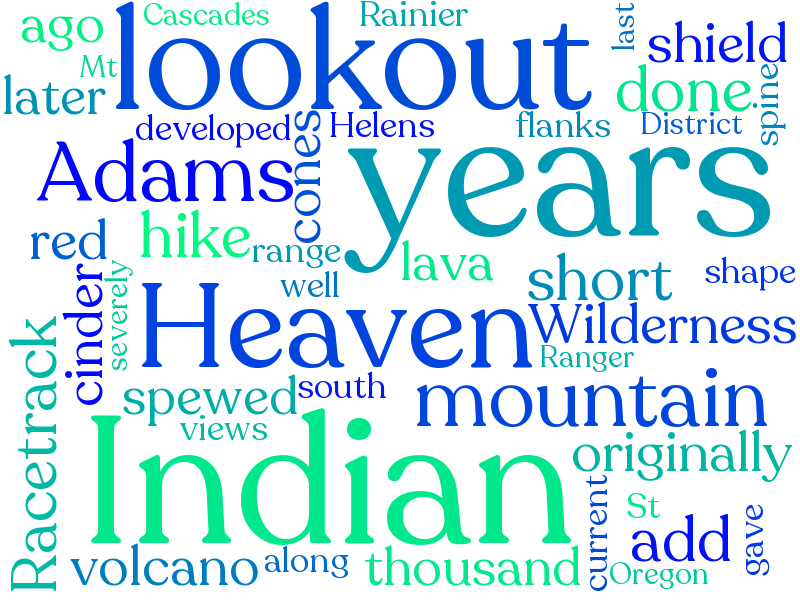 ago
Cascades
Rainier
last
lookout
shield
Mt
later
done
spine
developed
Helens
flanks
District
Adams
cones
years
red
hike
range
lava
short
shape
well
cinder
severely
Heaven
Wilderness
Ranger
Racetrack
spewed
south
mountain
views
Indian
originally
current
St
add
gave
volcano
along
thousand
Oregon